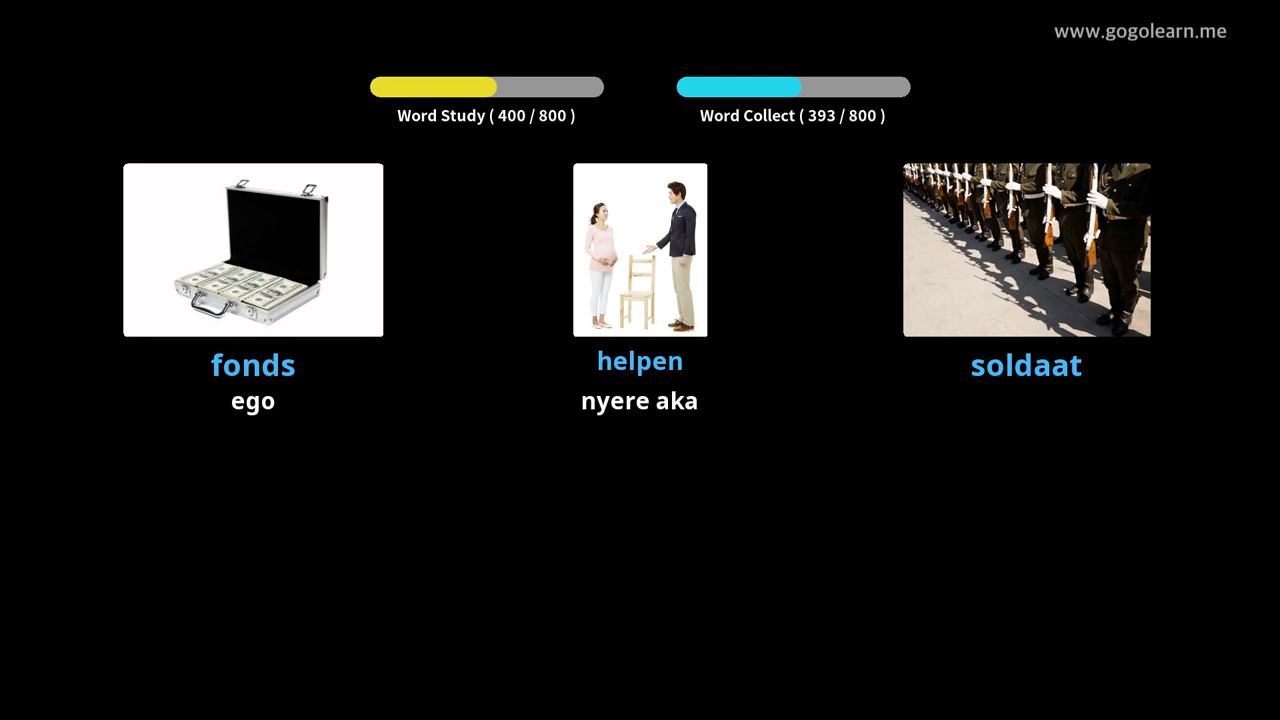 www.gogolearn.me
Word Study ( 400 / 800 )
Word Collect ( 393 / 800 )
fonds
ego
helpen
nyere aka
soldaat